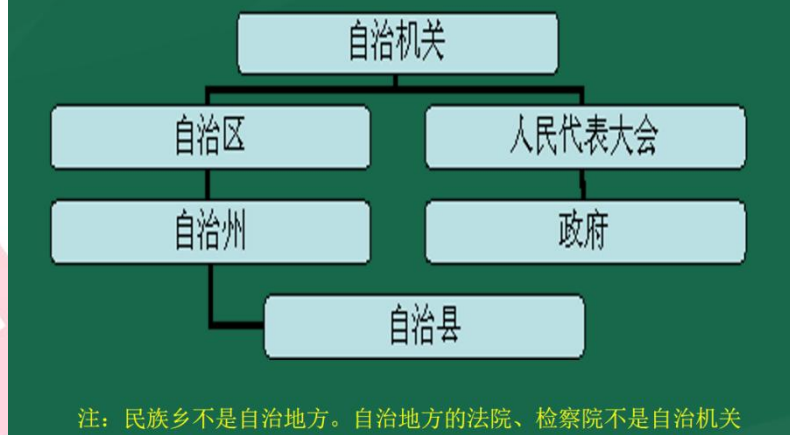 自治机关
自治区
人民代表大会
自治州
政府
自治县
注：民族乡不是自治地方。自治地方的法院、检察院不是自治机关